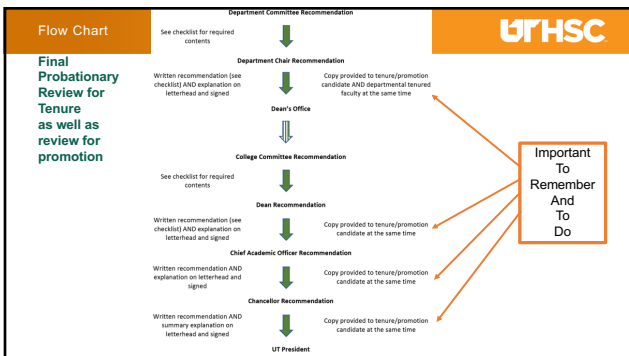 Flow Chart
UTHSC
Final
Probationary
Review for
Tenure
as well as
review for
promotion
Department Committee Recommendation
See checklist for required
contents
Department Chair Recommendation
Written recommendation (see
checklist) AND explanation on
letterhead and signed
Copy provided to tenure/promotion
candidate AND departmental tenured
faculty at the same time
Dean's Office
College Committee Recommendation
See checklist for required
contents
Dean Recommendation
Written recommendation (see
checklist) AND explanation on
letterhead and signed
Copy provided to tenure/promotion
candidate at the same time
Chief Academic Officer Recommendation
Written recommendation AND
explanation on letterhead and
signed
Copy provided to tenure/promotion
candidate at the same time
Chancellor Recommendation
Written recommendation AND
summary explanation on
letterhead and signed
Copy provided to tenure/promotion
candidate at the same time
UT President
Important
To
Remember
And
To
Do